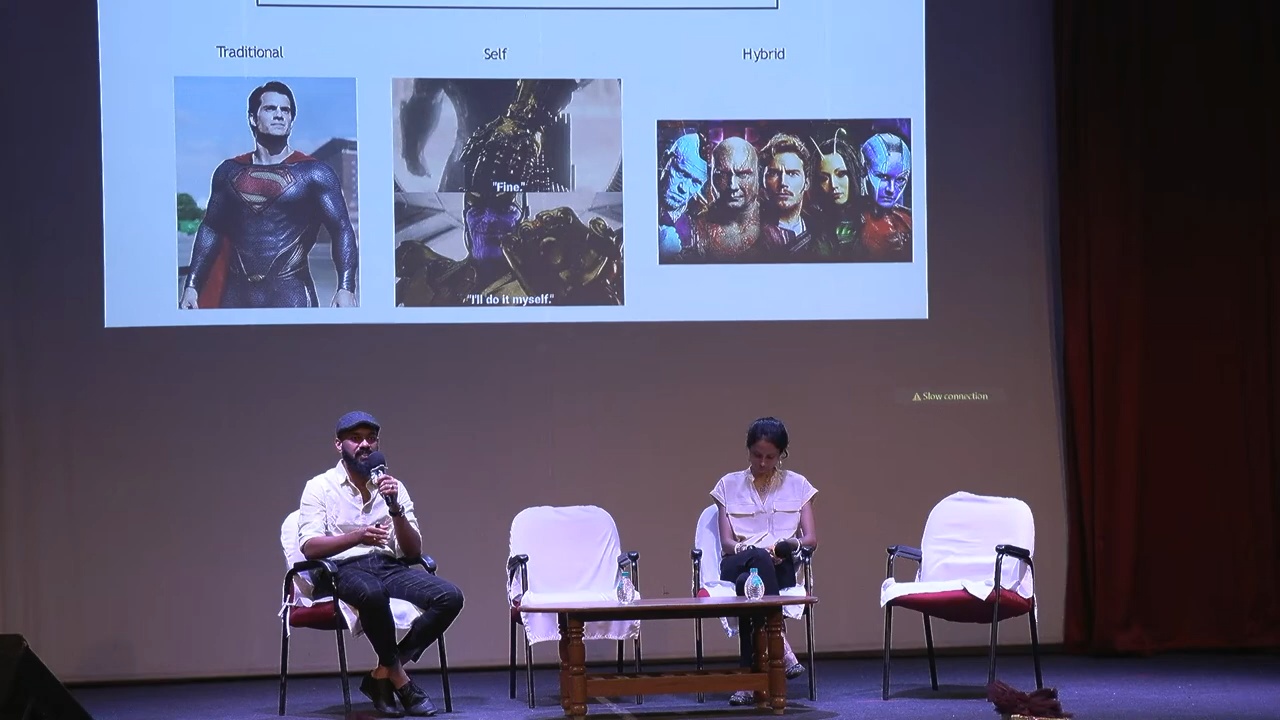 Traditional
Self
Hybrid
"Fine."
"I'll do it myself."
⚠ Slow connection